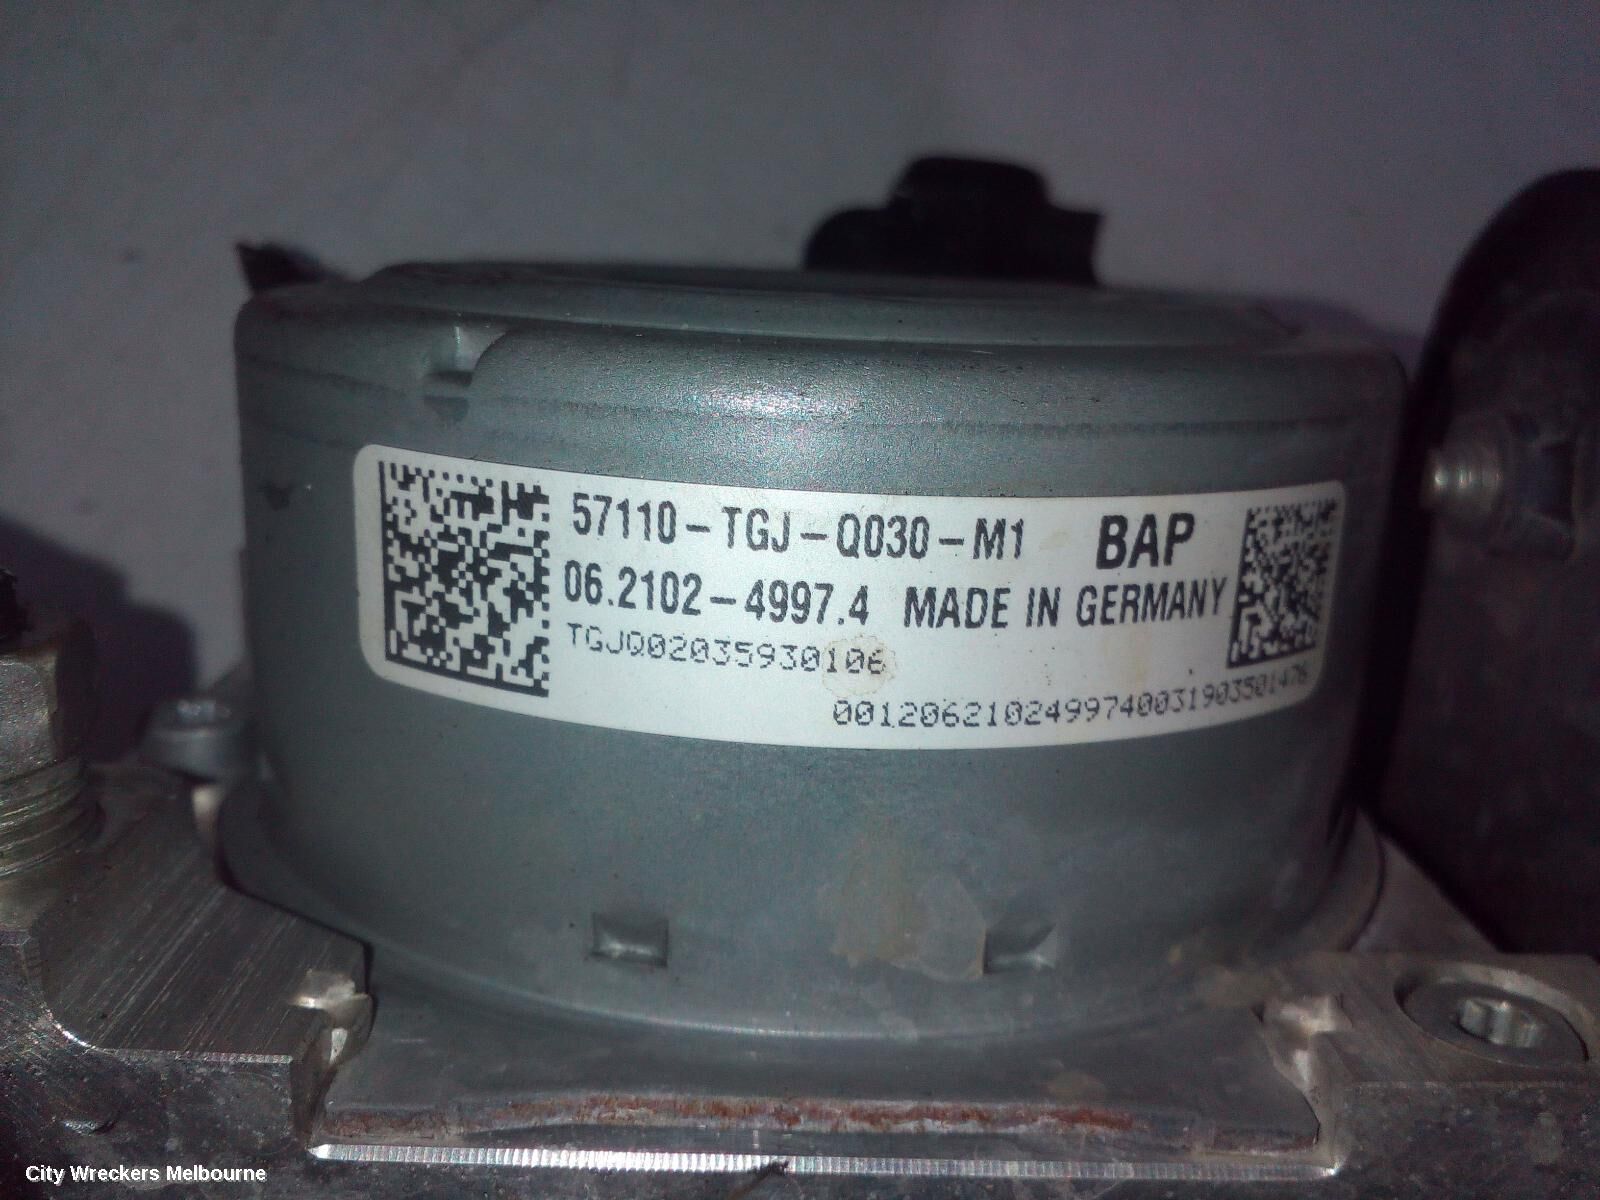 57110-TGJ-Q030-M1 BAP
06.2102-4997.4 MADE IN GERMANY
TGJQ02035930106
0012062102499740031903501476
City Wreckers Melbourne